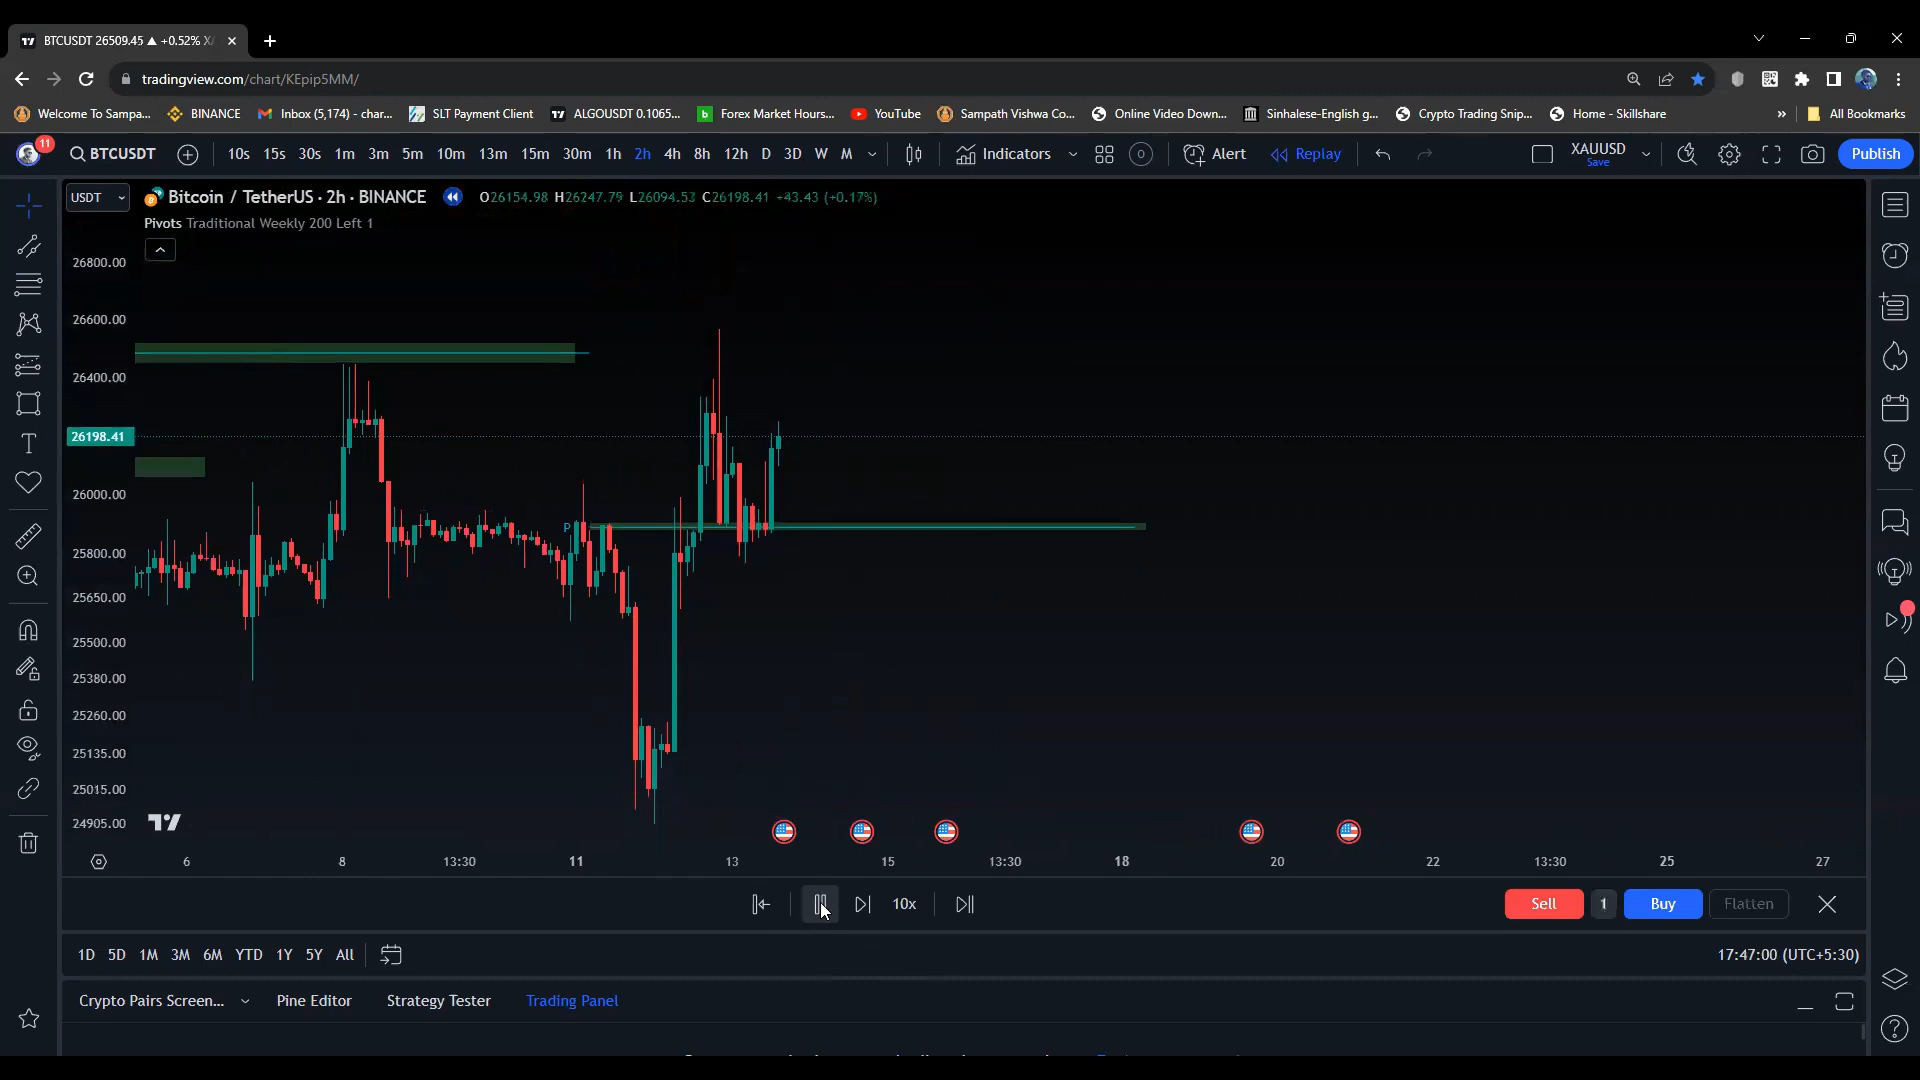 BTCUSDT 26509.45 ▲ +0.52% X
tradingview.com/chart/KEpip5MM/
Welcome To Sampa... BINANCE Inbox (5,174) - char... SLT Payment Client ALGOUSDT 0.1065... Forex Market Hours... YouTube Sampath Vishwa Co... Online Video Down... Sinhalese-English g... Crypto Trading Snip... Home - Skillshare » All Bookmarks
11 BTCUSDT 10s 15s 30s 1m 3m 5m 10m 13m 15m 30m 1h 2h 4h 8h 12h D 3D W M Indicators Alert Replay XAUUSD Save Publish
USDT Bitcoin / TetherUS · 2h · BINANCE O26154.98 H26247.79 L26094.53 C26198.41 +43.43 (+0.17%)
Pivots Traditional Weekly 200 Left 1
26800.00
26600.00
26400.00
26198.41
26000.00
P
25800.00
25650.00
25500.00
25380.00
25260.00
25135.00
25015.00
24905.00
6 8 13:30 11 13 15 13:30 18 20 22 13:30 25 27
10x Sell 1 Buy Flatten
1D 5D 1M 3M 6M YTD 1Y 5Y All 17:47:00 (UTC+5:30)
Crypto Pairs Screen... Pine Editor Strategy Tester Trading Panel